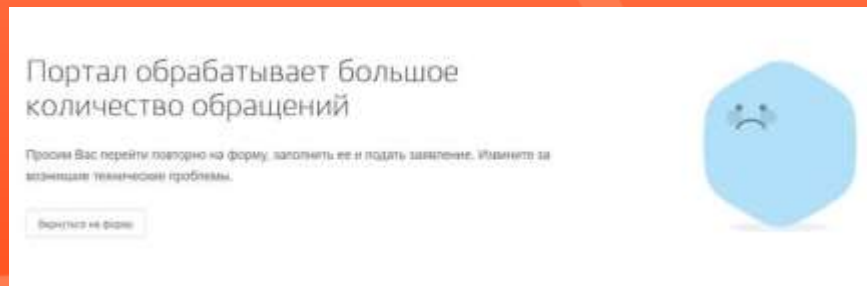 Портал обрабатывает большое
количество обращений
Просим Вас перейти повторно на форму, заполнить ее и подать заявление. Извините за
возникшие технические проблемы.
Вернуться на форму